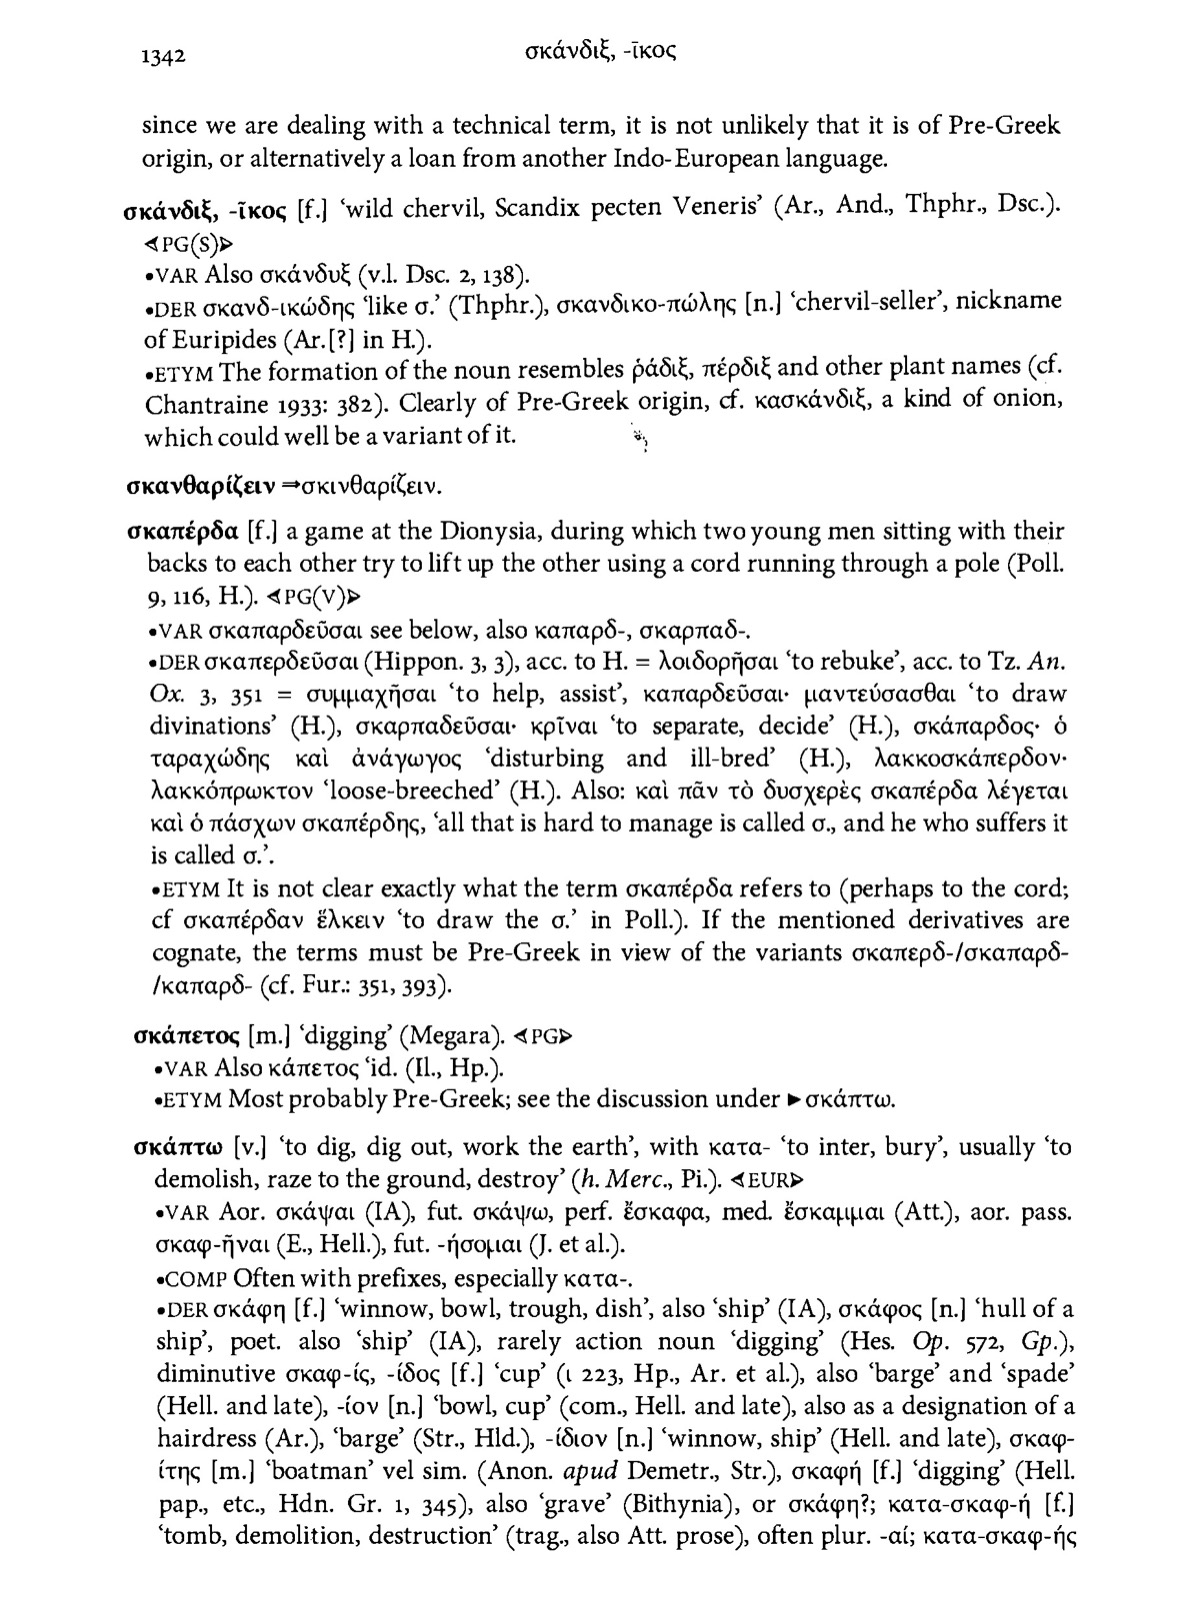 1342
σκάνδιξ, -ῑκος
since we are dealing with a technical term, it is not unlikely that it is of Pre-Greek
origin, or alternatively a loan from another Indo-European language.
σκάνδιξ, -ῑκος [f.] ‘wild chervil, Scandix pecten Veneris’ (Ar., And., Thphr., Dsc.).
⋖PG(S)⋗
•VAR Also σκάνδυξ (v.l. Dsc. 2, 138).
•DER σκανδ-ικώδης ‘like σ.’ (Thphr.), σκανδικο-πώλης [n.] ‘chervil-seller’, nickname
of Euripides (Ar.[?] in H.).
•ETYM The formation of the noun resembles ῥάδιξ, πέρδιξ and other plant names (cf.
Chantraine 1933: 382). Clearly of Pre-Greek origin, cf. κασκάνδιξ, a kind of onion,
which could well be a variant of it.
σκανθαρίζειν ⇒σκινθαρίζειν.
σκαπέρδα [f.] a game at the Dionysia, during which two young men sitting with their
backs to each other try to lift up the other using a cord running through a pole (Poll.
9, 116, H.). ⋖PG(V)⋗
•VAR σκαπαρδεῦσαι see below, also καπαρδ-, σκαρπαδ-.
•DER σκαπερδεῦσαι (Hippon. 3, 3), acc. to H. = λοιδορῆσαι ‘to rebuke’, acc. to Tz. An.
Ox. 3, 351 = συμμιαχῆσαι ‘to help, assist’, καπαρδεῦσαι· μαντεύσασθαι ‘to draw
divinations’ (H.), σκαρπαδεῦσαι· κρῖναι ‘to separate, decide’ (H.), σκάπαρδος· ὁ
ταραχώδης καὶ ἀνάγωγος ‘disturbing and ill-bred’ (H.), λακκοσκάπερδον·
λακκόπρωκτον ‘loose-breeched’ (H.). Also: καὶ πᾶν τὸ δυσχερὲς σκαπέρδα λέγεται
καὶ ὁ πάσχων σκαπέρδης, ‘all that is hard to manage is called σ., and he who suffers it
is called σ.’.
•ETYM It is not clear exactly what the term σκαπέρδα refers to (perhaps to the cord;
cf σκαπέρδαν ἕλκειν ‘to draw the σ.’ in Poll.). If the mentioned derivatives are
cognate, the terms must be Pre-Greek in view of the variants σκαπερδ-/σκαπαρδ-
/καπαρδ- (cf. Fur.: 351, 393).
σκάπετος [m.] ‘digging’ (Megara). ⋖PG⋗
•VAR Also κάπετος ‘id. (Il., Hp.).
•ETYM Most probably Pre-Greek; see the discussion under ►σκάπτω.
σκάπτω [v.] ‘to dig, dig out, work the earth’, with κατα- ‘to inter, bury’, usually ‘to
demolish, raze to the ground, destroy’ (h. Merc., Pi.). ⋖EUR⋗
•VAR Aor. σκάψαι (IA), fut. σκάψω, perf. ἔσκαφα, med. ἔσκαμμαι (Att.), aor. pass.
σκαφ-ῆναι (E., Hell.), fut. -ήσομαι (J. et al.).
•COMP Often with prefixes, especially κατα-.
•DER σκάφη [f.] ‘winnow, bowl, trough, dish’, also ‘ship’ (IA), σκάφος [n.] ‘hull of a
ship’, poet. also ‘ship’ (IA), rarely action noun ‘digging’ (Hes. Op. 572, Gp.),
diminutive σκαφ-ίς, -ίδος [f.] ‘cup’ (ι 223, Hp., Ar. et al.), also ‘barge’ and ‘spade’
(Hell. and late), -ίον [n.] ‘bowl, cup’ (com., Hell. and late), also as a designation of a
hairdress (Ar.), ‘barge’ (Str., Hld.), -ίδιον [n.] ‘winnow, ship’ (Hell. and late), σκαφ-
ίτης [m.] ‘boatman’ vel sim. (Anon. apud Demetr., Str.), σκαφή [f.] ‘digging’ (Hell.
pap., etc., Hdn. Gr. 1, 345), also ‘grave’ (Bithynia), or σκάφη?; κατα-σκαφ-ή [f.]
‘tomb, demolition, destruction’ (trag., also Att. prose), often plur. -αί; κατα-σκαφ-ής